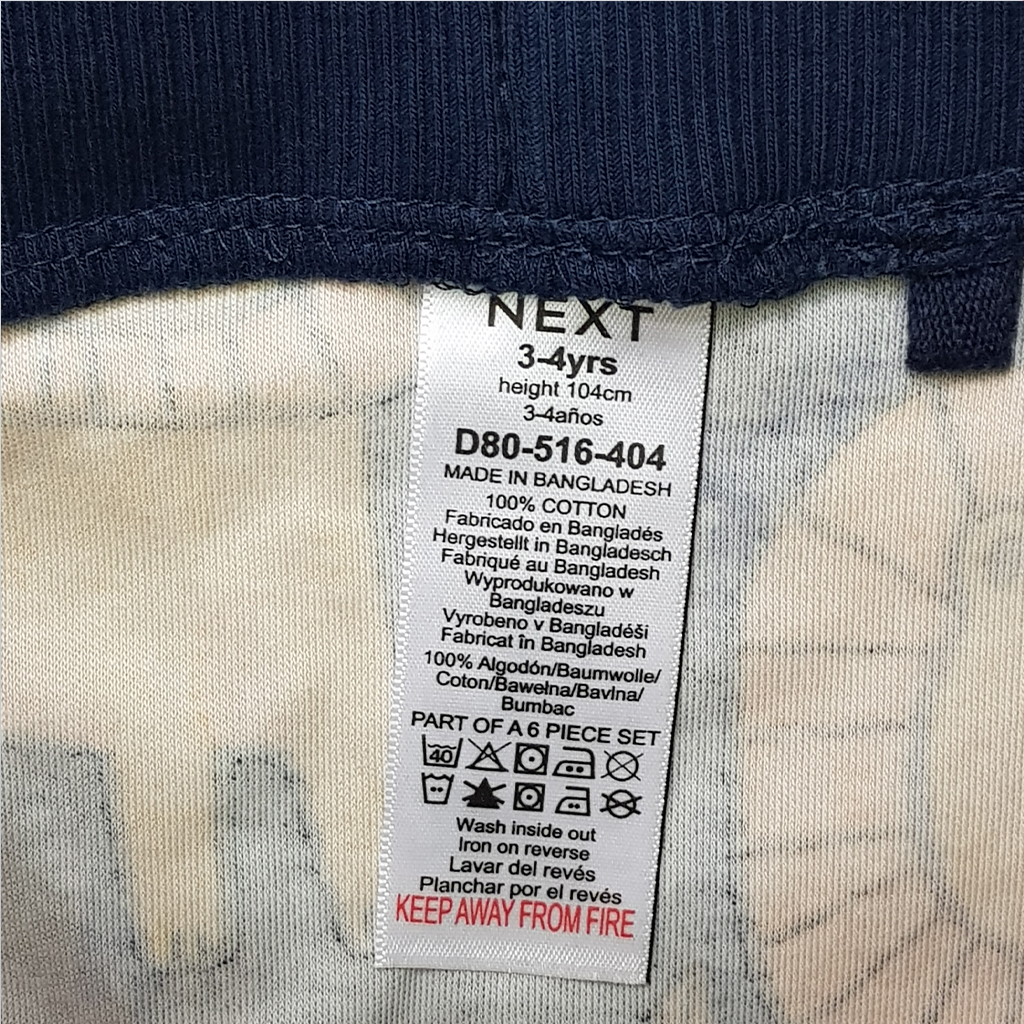 NEXT
3-4yrs
height 104cm
3-4años
D80-516-404
MADE IN BANGLADESH
100% COTTON
Fabricado en Bangladés
Hergestellt in Bangladesch
Fabriqué au Bangladesh
Wyprodukowano w
Bangladeszu
Vyrobeno v Bangladéši
Fabricat în Bangladesh
100% Algodón/Baumwolle/
Coton/Bawełna/Bavlna/
Bumbac
PART OF A 6 PIECE SET
40
Wash inside out
Iron on reverse
Lavar del revés
Planchar por el revés
KEEP AWAY FROM FIRE